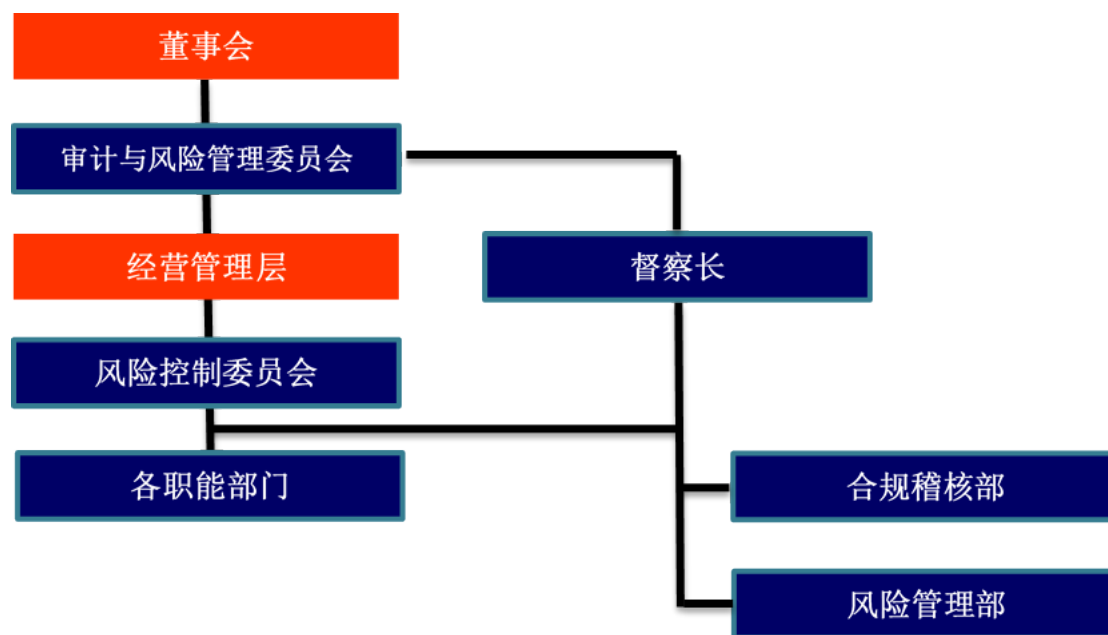 董事会
审计与风险管理委员会
经营管理层
督察长
风险控制委员会
各职能部门
合规稽核部
风险管理部